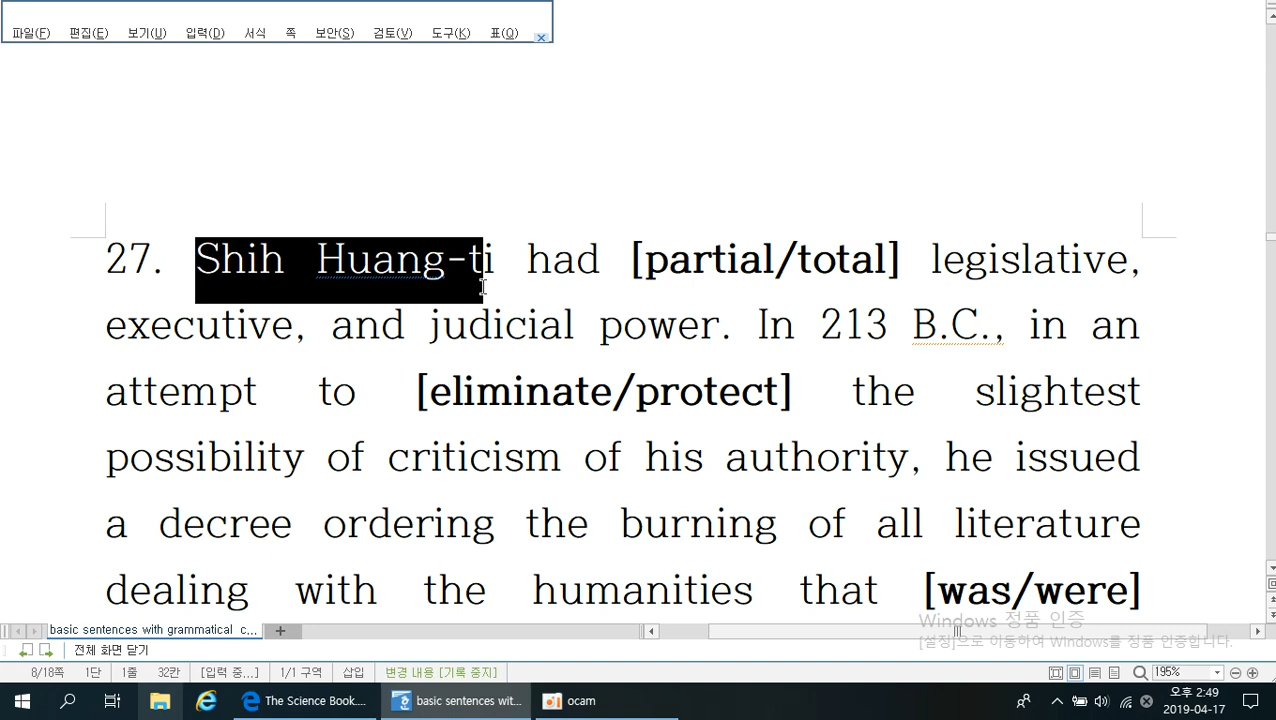 파일(F) 편집(E) 보기(U) 입력(D) 서식 쪽 보안(S) 검토(V) 도구(K) 표(Q)
27. Shih Huang-ti had [partial/total] legislative,
executive, and judicial power. In 213 B.C., in an
attempt to [eliminate/protect] the slightest
possibility of criticism of his authority, he issued
a decree ordering the burning of all literature
dealing with the humanities that [was/were]
Windows 정품 인증
[설정]으로 이동하여 Windows를 정품 인증합니다.
basic sentences with grammatical c...
전체 화면 닫기
8/18쪽 1단 1줄 32칸 [입력 중...] 1/1 구역 삽입 변경 내용 [기록 중지] 195%
The Science Book.... basic sentences wit... ocam
오후 2:49
2019-04-17